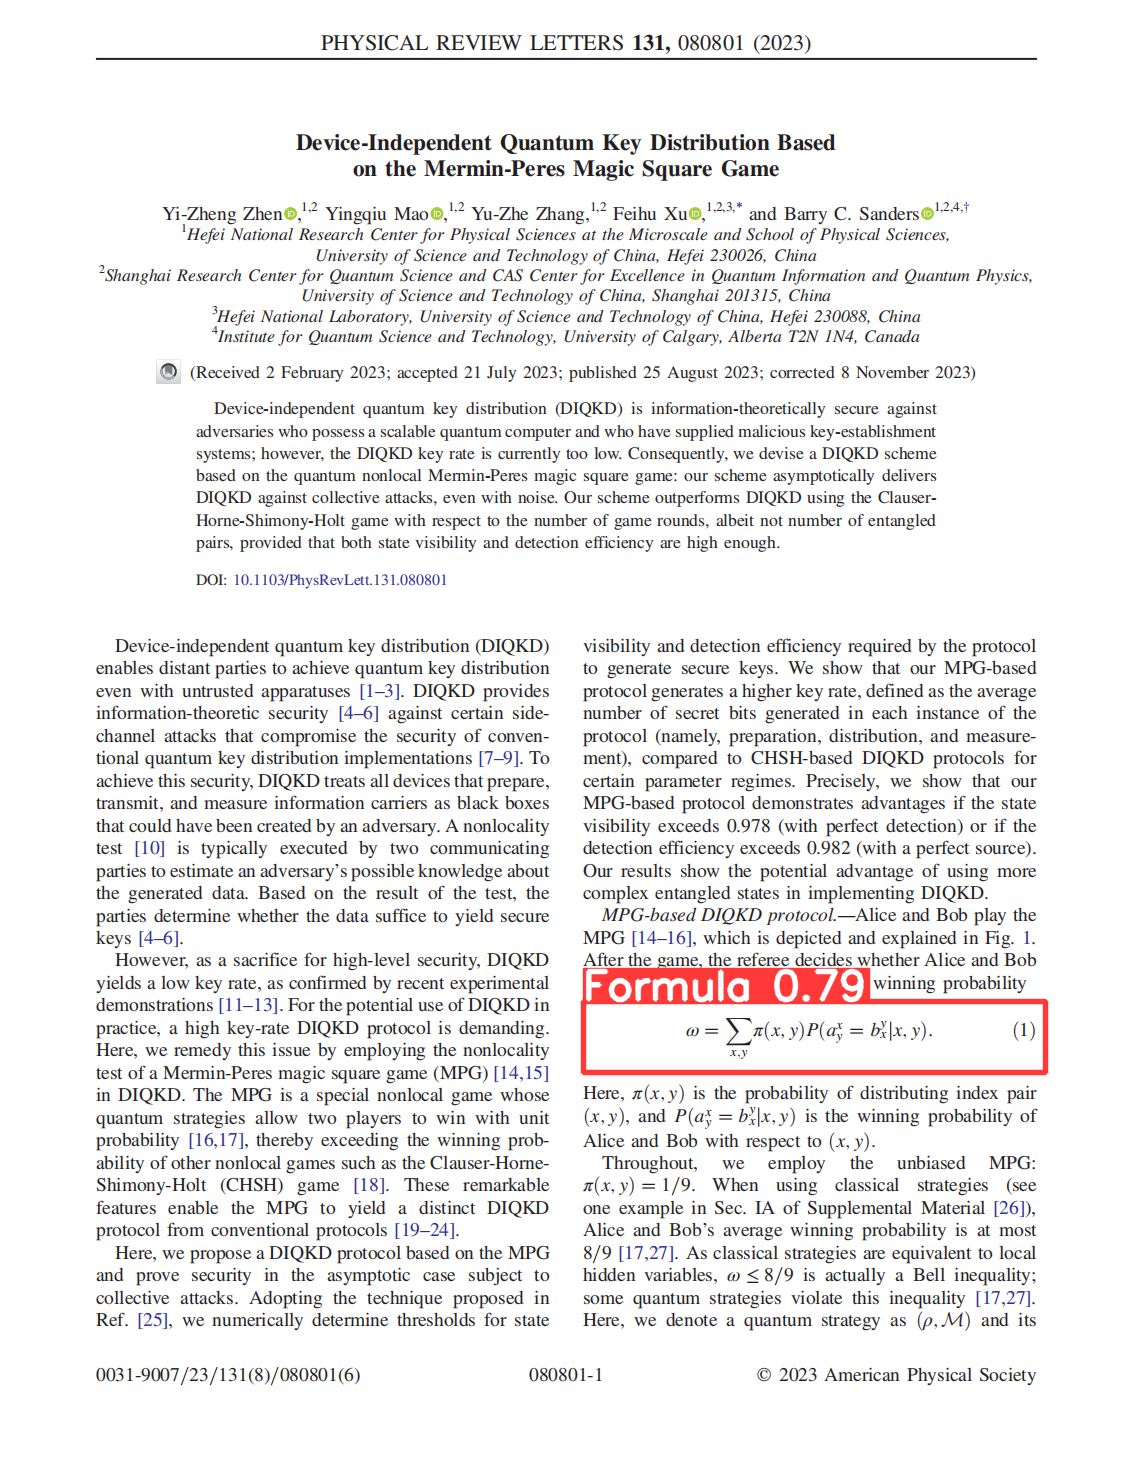 PHYSICAL REVIEW LETTERS 131, 080801 (2023)
Device-Independent Quantum Key Distribution Based
on the Mermin-Peres Magic Square Game
Yi-Zheng Zhen,1,2 Yingqiu Mao,1,2 Yu-Zhe Zhang,1,2 Feihu Xu,1,2,3,* and Barry C. Sanders1,2,4,†
1Hefei National Research Center for Physical Sciences at the Microscale and School of Physical Sciences,
University of Science and Technology of China, Hefei 230026, China
2Shanghai Research Center for Quantum Science and CAS Center for Excellence in Quantum Information and Quantum Physics,
University of Science and Technology of China, Shanghai 201315, China
3Hefei National Laboratory, University of Science and Technology of China, Hefei 230088, China
4Institute for Quantum Science and Technology, University of Calgary, Alberta T2N 1N4, Canada
(Received 2 February 2023; accepted 21 July 2023; published 25 August 2023; corrected 8 November 2023)
Device-independent quantum key distribution (DIQKD) is information-theoretically secure against
adversaries who possess a scalable quantum computer and who have supplied malicious key-establishment
systems; however, the DIQKD key rate is currently too low. Consequently, we devise a DIQKD scheme
based on the quantum nonlocal Mermin-Peres magic square game: our scheme asymptotically delivers
DIQKD against collective attacks, even with noise. Our scheme outperforms DIQKD using the Clauser-
Horne-Shimony-Holt game with respect to the number of game rounds, albeit not number of entangled
pairs, provided that both state visibility and detection efficiency are high enough.
DOI: 10.1103/PhysRevLett.131.080801
Device-independent quantum key distribution (DIQKD)
enables distant parties to achieve quantum key distribution
even with untrusted apparatuses [1–3]. DIQKD provides
information-theoretic security [4–6] against certain side-
channel attacks that compromise the security of conven-
tional quantum key distribution implementations [7–9]. To
achieve this security, DIQKD treats all devices that prepare,
transmit, and measure information carriers as black boxes
that could have been created by an adversary. A nonlocality
test [10] is typically executed by two communicating
parties to estimate an adversary's possible knowledge about
the generated data. Based on the result of the test, the
parties determine whether the data suffice to yield secure
keys [4–6].
However, as a sacrifice for high-level security, DIQKD
yields a low key rate, as confirmed by recent experimental
demonstrations [11–13]. For the potential use of DIQKD in
practice, a high key-rate DIQKD protocol is demanding.
Here, we remedy this issue by employing the nonlocality
test of a Mermin-Peres magic square game (MPG) [14,15]
in DIQKD. The MPG is a special nonlocal game whose
quantum strategies allow two players to win with unit
probability [16,17], thereby exceeding the winning prob-
ability of other nonlocal games such as the Clauser-Horne-
Shimony-Holt (CHSH) game [18]. These remarkable
features enable the MPG to yield a distinct DIQKD
protocol from conventional protocols [19–24].
Here, we propose a DIQKD protocol based on the MPG
and prove security in the asymptotic case subject to
collective attacks. Adopting the technique proposed in
Ref. [25], we numerically determine thresholds for state
visibility and detection efficiency required by the protocol
to generate secure keys. We show that our MPG-based
protocol generates a higher key rate, defined as the average
number of secret bits generated in each instance of the
protocol (namely, preparation, distribution, and measure-
ment), compared to CHSH-based DIQKD protocols for
certain parameter regimes. Precisely, we show that our
MPG-based protocol demonstrates advantages if the state
visibility exceeds 0.978 (with perfect detection) or if the
detection efficiency exceeds 0.982 (with a perfect source).
Our results show the potential advantage of using more
complex entangled states in implementing DIQKD.
MPG-based DIQKD protocol.—Alice and Bob play the
MPG [14–16], which is depicted and explained in Fig. 1.
After the game, the referee decides whether Alice and Bob
Formula 0.79 winning probability
ω = ∑x,y π(x, y)P(a_y^x = b_x^y|x, y). (1)
Here, π(x, y) is the probability of distributing index pair
(x, y), and P(a_y^x = b_x^y|x, y) is the winning probability of
Alice and Bob with respect to (x, y).
Throughout, we employ the unbiased MPG:
π(x, y) = 1/9. When using classical strategies (see
one example in Sec. IA of Supplemental Material [26]),
Alice and Bob's average winning probability is at most
8/9 [17,27]. As classical strategies are equivalent to local
hidden variables, ω ≤ 8/9 is actually a Bell inequality;
some quantum strategies violate this inequality [17,27].
Here, we denote a quantum strategy as (ρ, M) and its
0031-9007/23/131(8)/080801(6)
080801-1
© 2023 American Physical Society